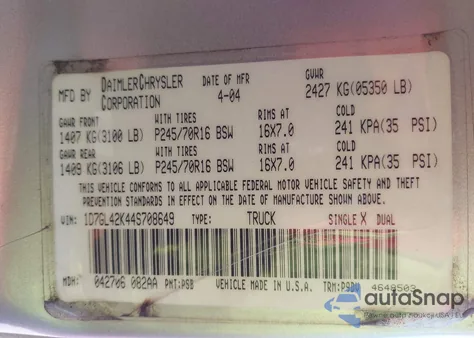 MFD BY DAIMLERCHRYSLER CORPORATION DATE OF MFR 4-04 GVWR 2427 KG(05350 LB)
GAWR FRONT WITH TIRES RIMS AT COLD
1407 KG(3100 LB) P245/70R16 BSW 16X7.0 241 KPA(35 PSI)
GAWR REAR WITH TIRES RIMS AT COLD
1409 KG(3106 LB) P245/70R16 BSW 16X7.0 241 KPA(35 PSI)
THIS VEHICLE CONFORMS TO ALL APPLICABLE FEDERAL MOTOR VEHICLE SAFETY AND THEFT
PREVENTION STANDARDS IN EFFECT ON THE DATE OF MANUFACTURE SHOWN ABOVE.
VIN: 1D7GL42K44S708649 TYPE: TRUCK SINGLE X DUAL
MDH: 042706 082AA PNT:PSB VEHICLE MADE IN U.S.A. 4648503
autoSnap